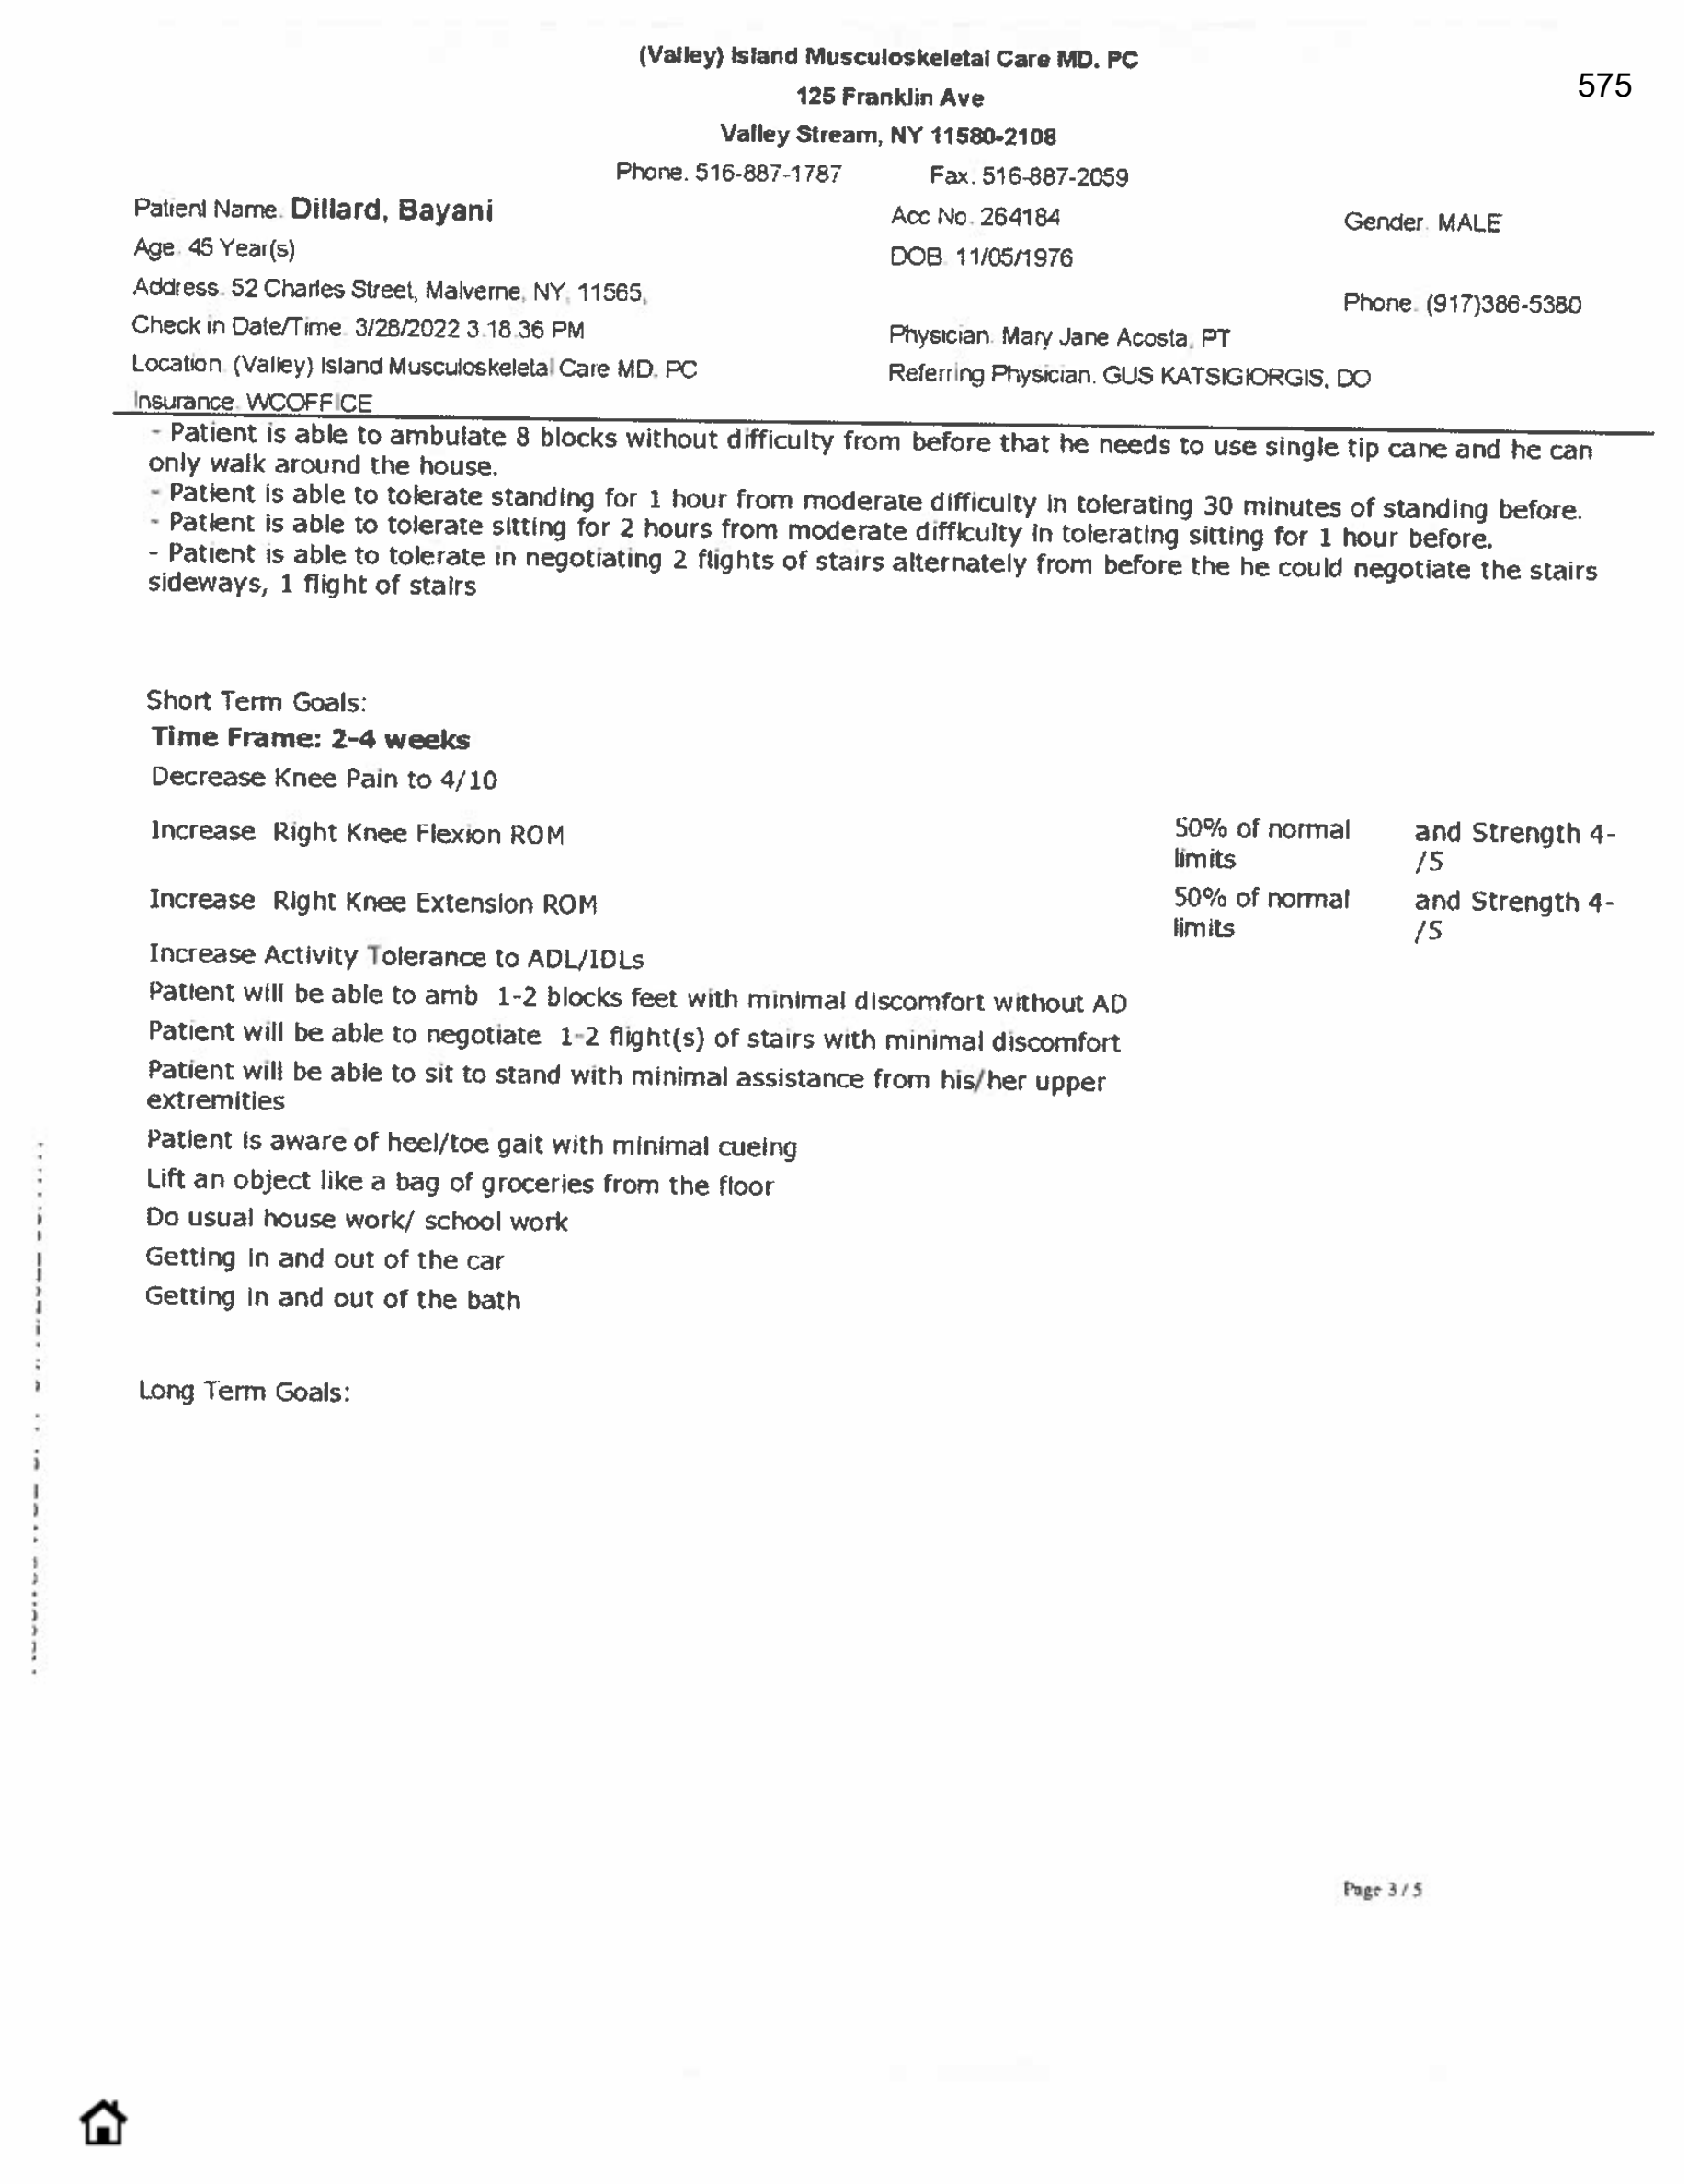 (Valley) Island Musculoskeletal Care MD. PC
575
125 Franklin Ave
Valley Stream, NY 11580-2108
Phone. 516-887-1787 Fax. 516-887-2059
Patient Name. Dillard, Bayani Acc No. 264184 Gender. MALE
Age. 45 Year(s) DOB. 11/05/1976
Address. 52 Charles Street, Malverne, NY, 11565, Phone. (917)386-5380
Check in Date/Time. 3/28/2022 3.18.36 PM Physician. Mary Jane Acosta, PT
Location. (Valley) Island Musculoskeletal Care MD. PC Referring Physician. GUS KATSIGIORGIS, DO
Insurance. WCOFFICE
- Patient is able to ambulate 8 blocks without difficulty from before that he needs to use single tip cane and he can
only walk around the house.
- Patient is able to tolerate standing for 1 hour from moderate difficulty in tolerating 30 minutes of standing before.
- Patient is able to tolerate sitting for 2 hours from moderate difficulty in tolerating sitting for 1 hour before.
- Patient is able to tolerate in negotiating 2 flights of stairs alternately from before the he could negotiate the stairs
sideways, 1 flight of stairs
Short Term Goals:
Time Frame: 2-4 weeks
Decrease Knee Pain to 4/10
Increase Right Knee Flexion ROM 50% of normal and Strength 4-
limits /5
Increase Right Knee Extension ROM 50% of normal and Strength 4-
limits /5
Increase Activity Tolerance to ADL/IDLs
Patient will be able to amb 1-2 blocks feet with minimal discomfort without AD
Patient will be able to negotiate 1-2 flight(s) of stairs with minimal discomfort
Patient will be able to sit to stand with minimal assistance from his/her upper
extremities
Patient is aware of heel/toe gait with minimal cueing
Lift an object like a bag of groceries from the floor
Do usual house work/ school work
Getting in and out of the car
Getting in and out of the bath
Long Term Goals:
Page 3 / 5